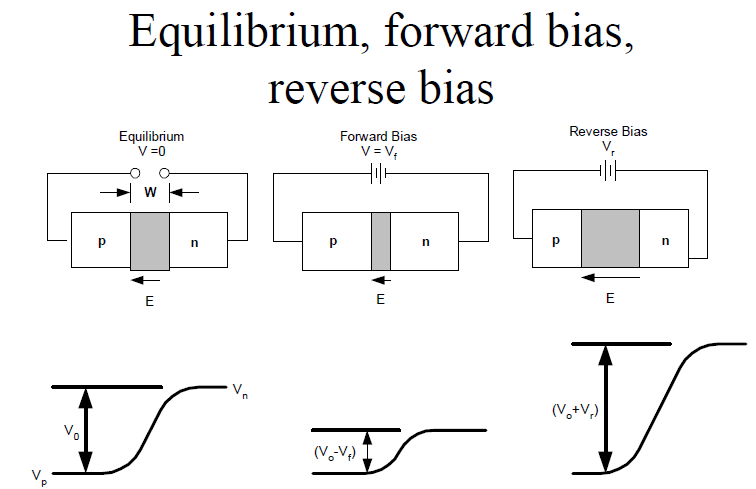 Equilibrium, forward bias,
reverse bias
Equilibrium
V =0
W
p
n
E
Forward Bias
V = Vf
p
n
E
Reverse Bias
Vr
p
n
E
V0
Vn
Vp
(Vo-Vf)
(Vo+Vr)